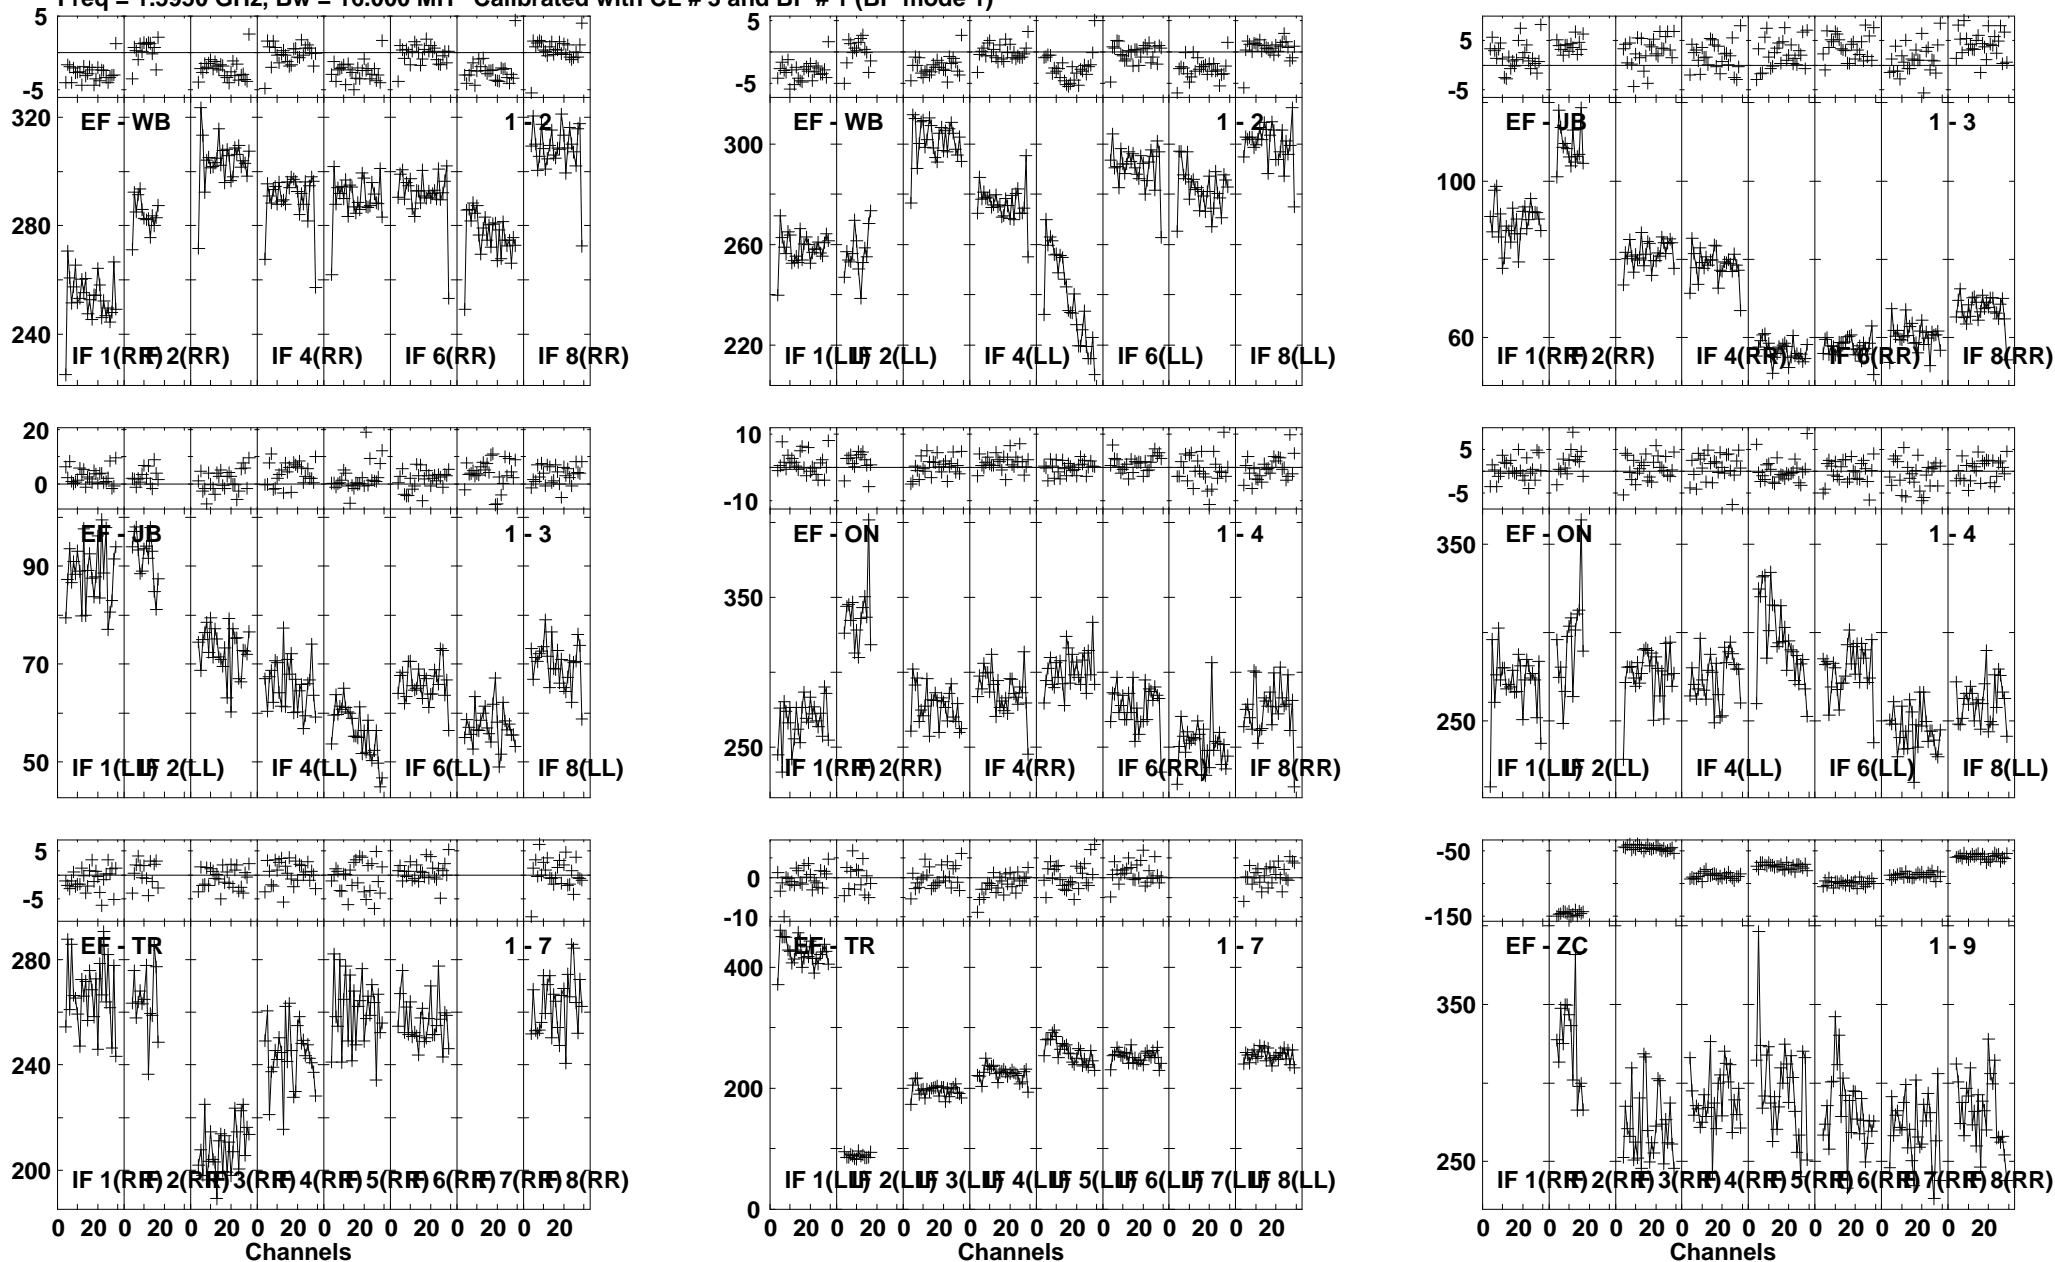 Freq = 1.5950 GHz, Bw = 16.000 MH Calibrated with CL # 3 and BP # 1 (BP mode 1)
5
-5
320 EF - WB 1 - 2
280
240
IF 1(RR) IF 2(RR) IF 4(RR) IF 6(RR) IF 8(RR)
5
-5
EF - WB 1 - 2
300
260
220
IF 1(LL) IF 2(LL) IF 4(LL) IF 6(LL) IF 8(LL)
5
-5
EF - JB 1 - 3
100
60
IF 1(RR) IF 2(RR) IF 4(RR) IF 6(RR) IF 8(RR)
20
0
EF - JB 1 - 3
90
70
50
IF 1(LL) IF 2(LL) IF 4(LL) IF 6(LL) IF 8(LL)
10
-10
EF - ON 1 - 4
350
250
IF 1(RR) IF 2(RR) IF 4(RR) IF 6(RR) IF 8(RR)
5
-5
EF - ON 1 - 4
350
250
IF 1(LL) IF 2(LL) IF 4(LL) IF 6(LL) IF 8(LL)
5
-5
EF - TR 1 - 7
280
240
200
IF 1(RR) IF 2(RR) IF 3(RR) IF 4(RR) IF 5(RR) IF 6(RR) IF 7(RR) IF 8(RR)
0 20 0 20 0 20 0 20 0 20 0 20 0 20 0 20
Channels
0
-10
EF - TR 1 - 7
400
200
IF 1(LL) IF 2(LL) IF 3(LL) IF 4(LL) IF 5(LL) IF 6(LL) IF 7(LL) IF 8(LL)
0
0 20 0 20 0 20 0 20 0 20 0 20 0 20 0 20
Channels
-50
-150
EF - ZC 1 - 9
350
250
IF 1(RR) IF 2(RR) IF 3(RR) IF 4(RR) IF 5(RR) IF 6(RR) IF 7(RR) IF 8(RR)
0 20 0 20 0 20 0 20 0 20 0 20 0 20 0 20
Channels